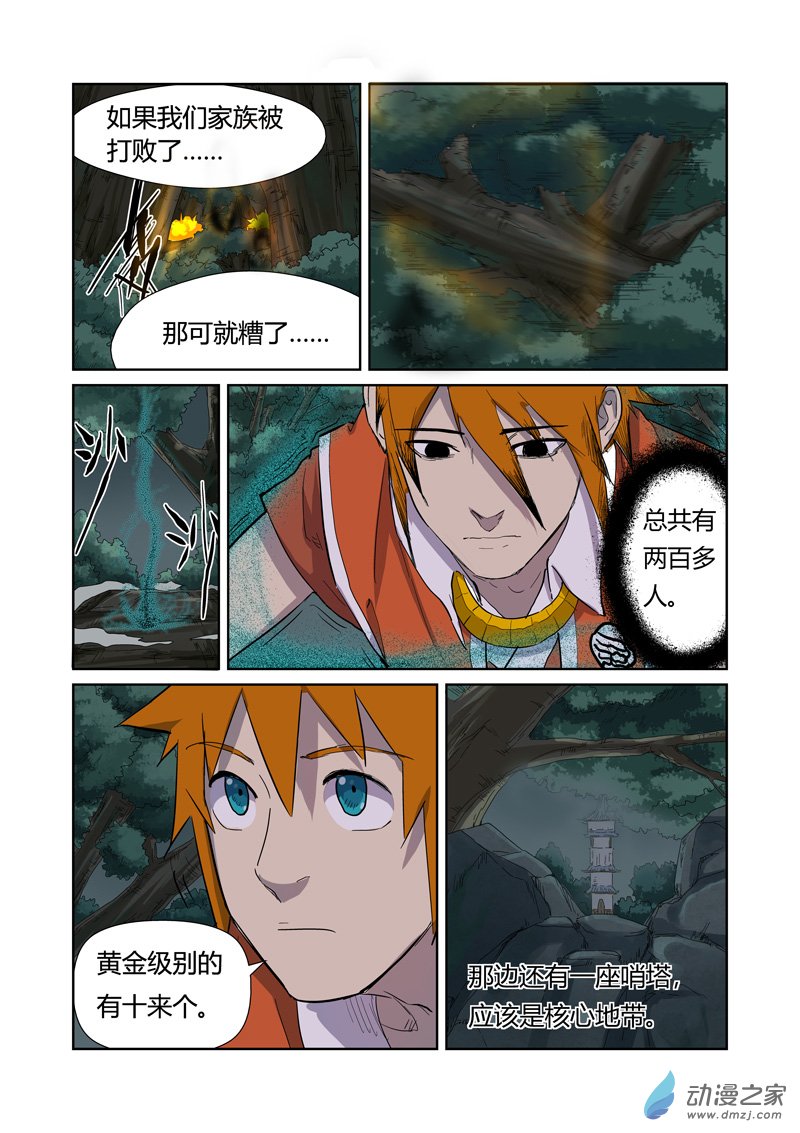 如果我们家族被
打败了……
那可就糟了……
沙
沙
总共有
两百多
人。
黄金级别的
有十来个。
那边还有一座哨塔，
应该是核心地带。
动漫之家
www.dmzj.com